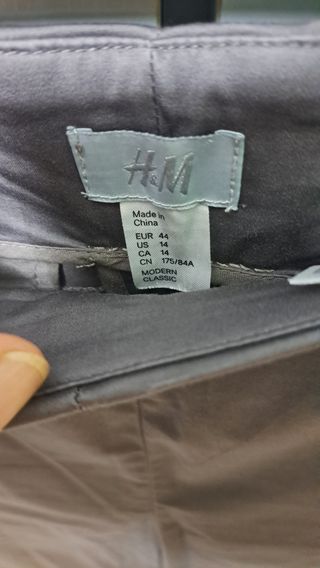 H&M
Made in
China
EUR 44
US 14
CA 14
CN 175/84A
MODERN
CLASSIC